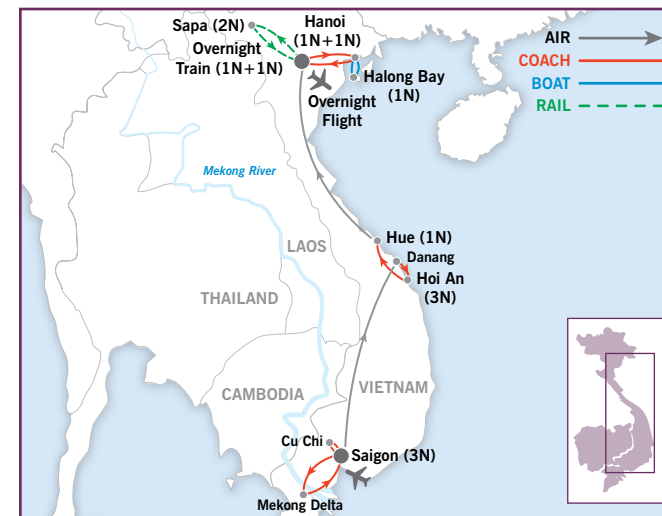 Sapa (2N)
Overnight
Train (1N+1N)
Hanoi
(1N+1N)
Halong Bay
(1N)
Overnight
Flight
AIR
COACH
BOAT
RAIL
Mekong River
LAOS
THAILAND
Hue (1N)
Danang
Hoi An
(3N)
CAMBODIA
VIETNAM
Cu Chi
Saigon (3N)
Mekong Delta